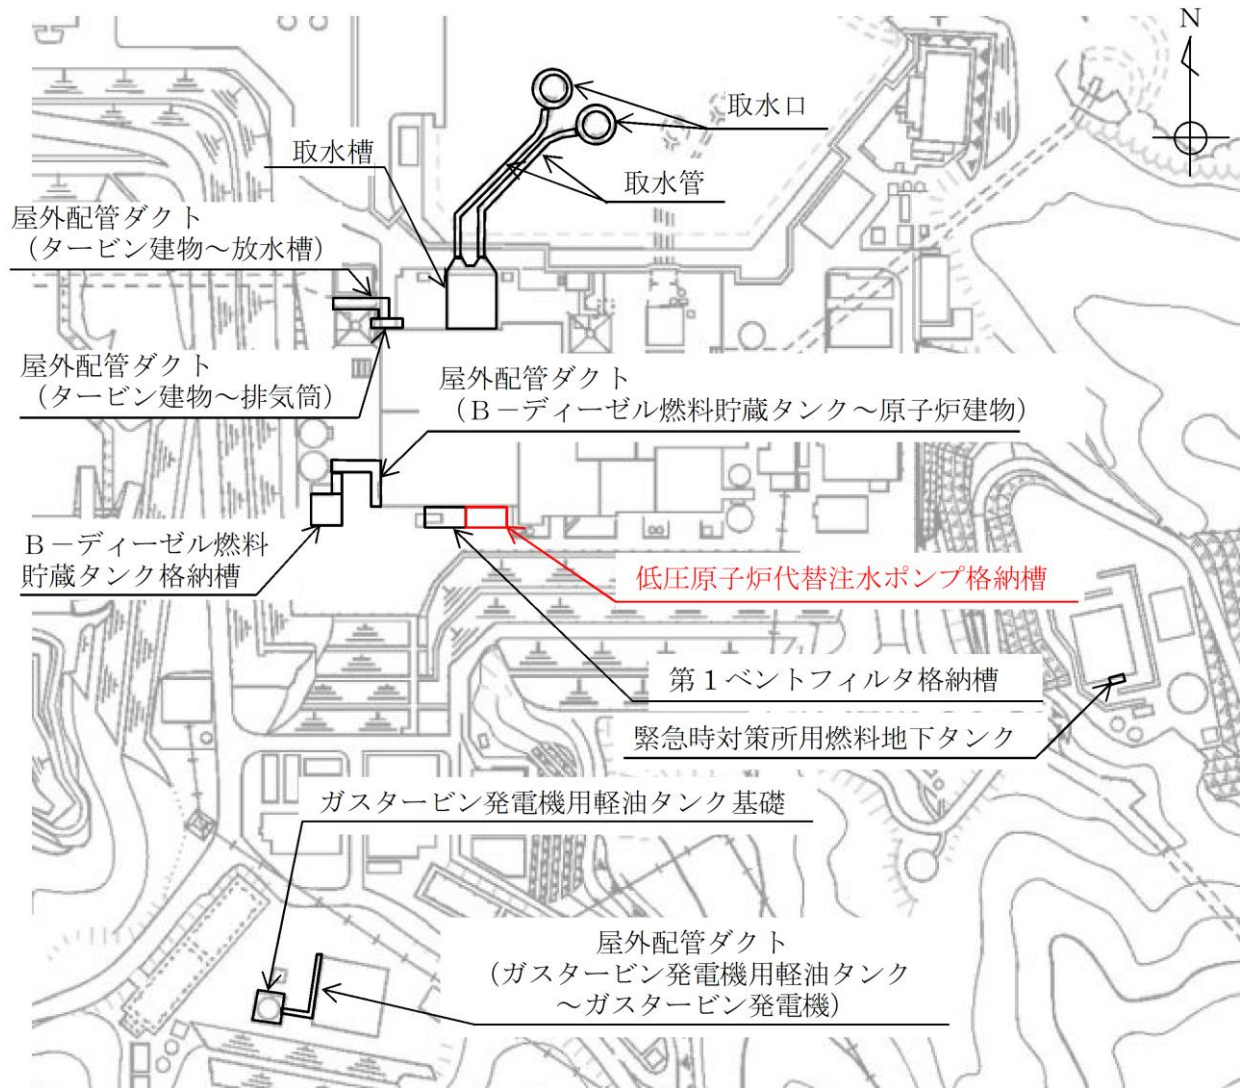 N
取水口
取水槽
取水管
屋外配管ダクト
（タービン建物～放水槽）
屋外配管ダクト
（タービン建物～排気筒）
屋外配管ダクト
（Ｂ－ディーゼル燃料貯蔵タンク～原子炉建物）
Ｂ－ディーゼル燃料
貯蔵タンク格納槽
低圧原子炉代替注水ポンプ格納槽
第１ベントフィルタ格納槽
緊急時対策所用燃料地下タンク
ガスタービン発電機用軽油タンク基礎
屋外配管ダクト
（ガスタービン発電機用軽油タンク
～ガスタービン発電機）